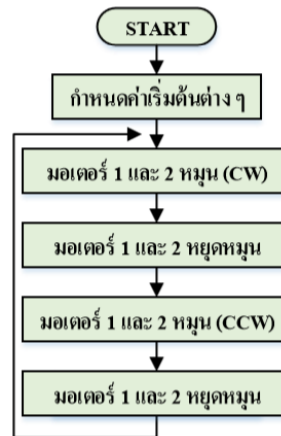 START
กำหนดค่าเริ่มต้นต่าง ๆ
มอเตอร์ 1 และ 2 หมุน (CW)
มอเตอร์ 1 และ 2 หยุดหมุน
มอเตอร์ 1 และ 2 หมุน (CCW)
มอเตอร์ 1 และ 2 หยุดหมุน